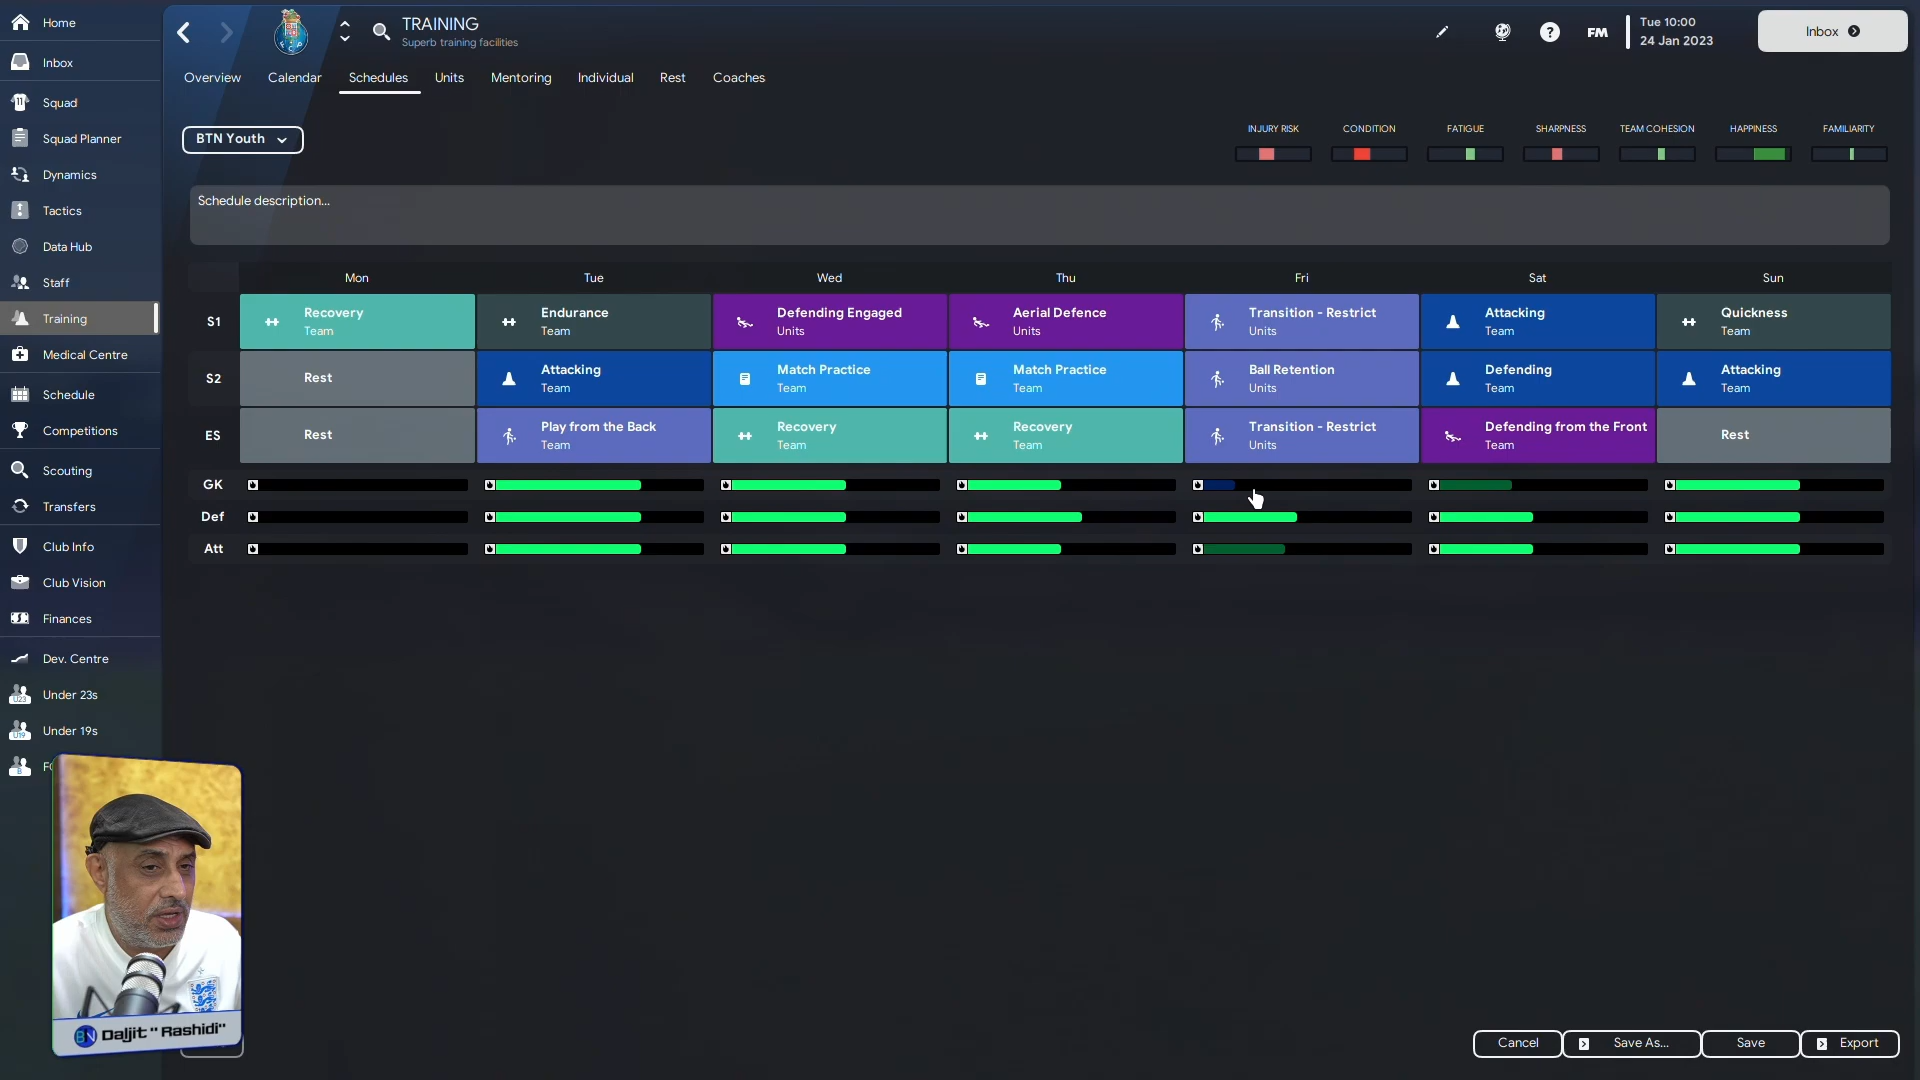 Home
Inbox
Squad
Squad Planner
Dynamics
Tactics
Data Hub
Staff
Training
Medical Centre
Schedule
Competitions
Scouting
Transfers
Club Info
Club Vision
Finances
Dev. Centre
Under 23s
Under 19s
TRAINING
Superb training facilities
FM
Tue 10:00
24 Jan 2023
Inbox
Overview Calendar Schedules Units Mentoring Individual Rest Coaches
BTN Youth
INJURY RISK CONDITION FATIGUE SHARPNESS TEAM COHESION HAPPINESS FAMILIARITY
Schedule description...
Mon Tue Wed Thu Fri Sat Sun
S1
Recovery
Team
Endurance
Team
Defending Engaged
Units
Aerial Defence
Units
Transition - Restrict
Units
Attacking
Team
Quickness
Team
S2
Rest
Attacking
Team
Match Practice
Team
Match Practice
Team
Ball Retention
Units
Defending
Team
Attacking
Team
ES
Rest
Play from the Back
Team
Recovery
Team
Recovery
Team
Transition - Restrict
Units
Defending from the Front
Team
Rest
GK
Def
Att
Daljit "Rashidi"
Cancel Save As... Save Export